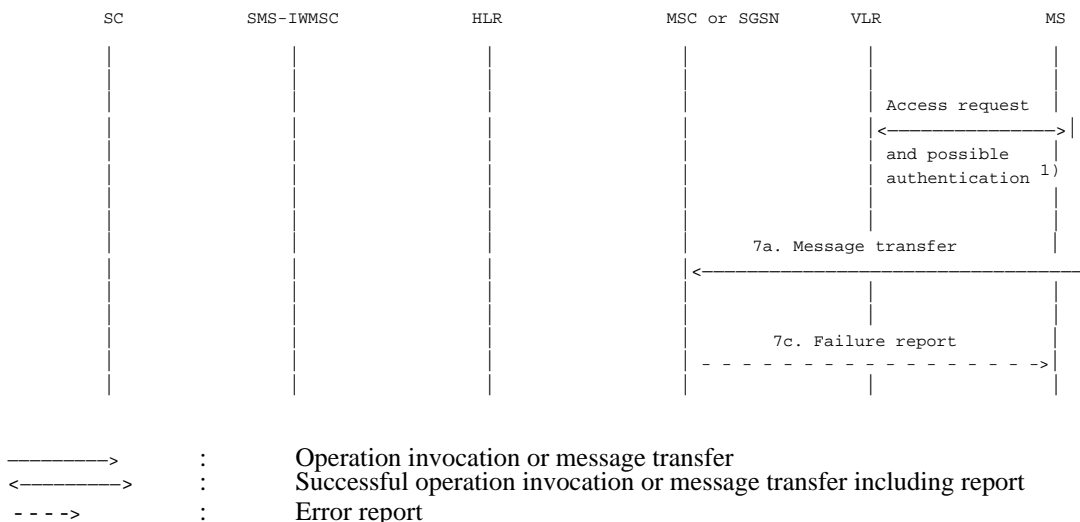 SC SMS-IWMSC HLR MSC or SGSN VLR MS
Access request
and possible
authentication 1)
7a. Message transfer
7c. Failure report
: Operation invocation or message transfer
: Successful operation invocation or message transfer including report
: Error report